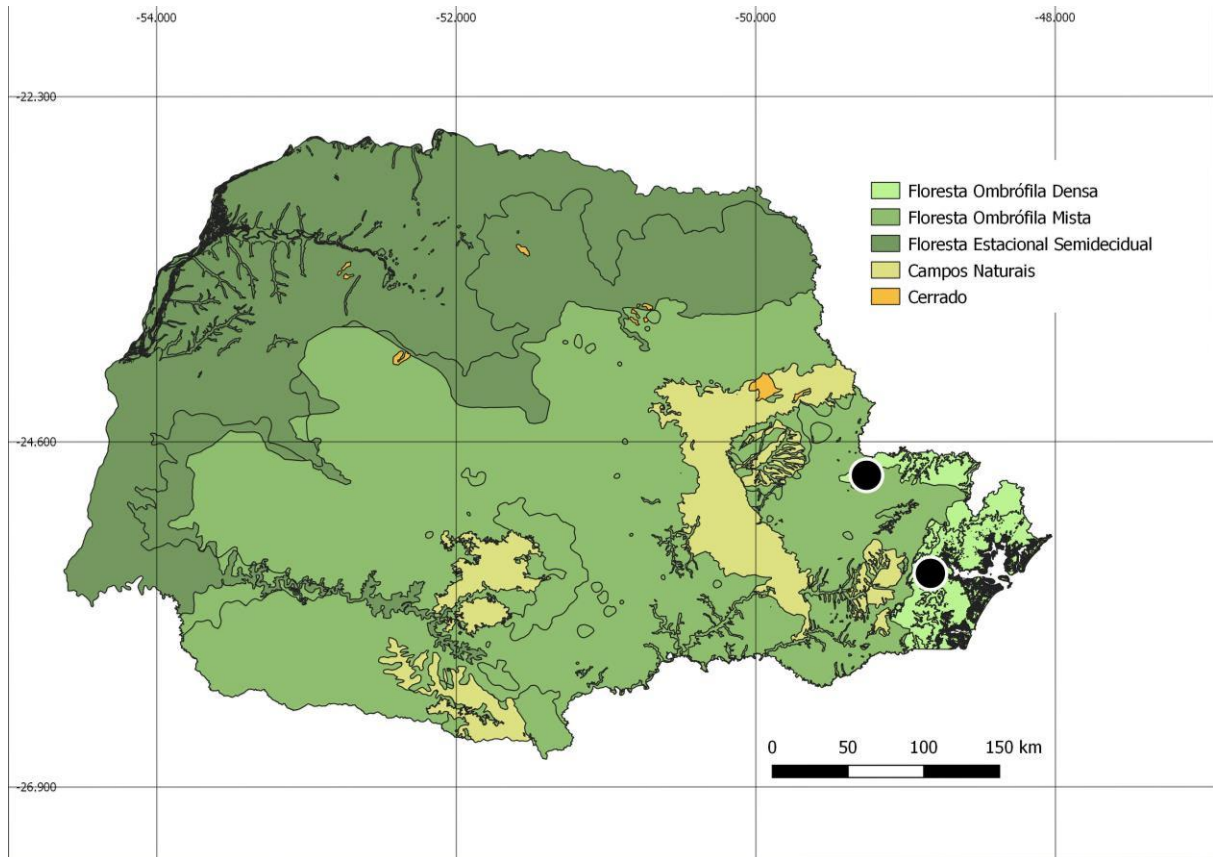 -54.000
-52.000
-50.000
-48.000
-22.300
Floresta Ombrófila Densa
Floresta Ombrófila Mista
Floresta Estacional Semidecidual
Campos Naturais
Cerrado
-24.600
0 50 100 150 km
-26.900